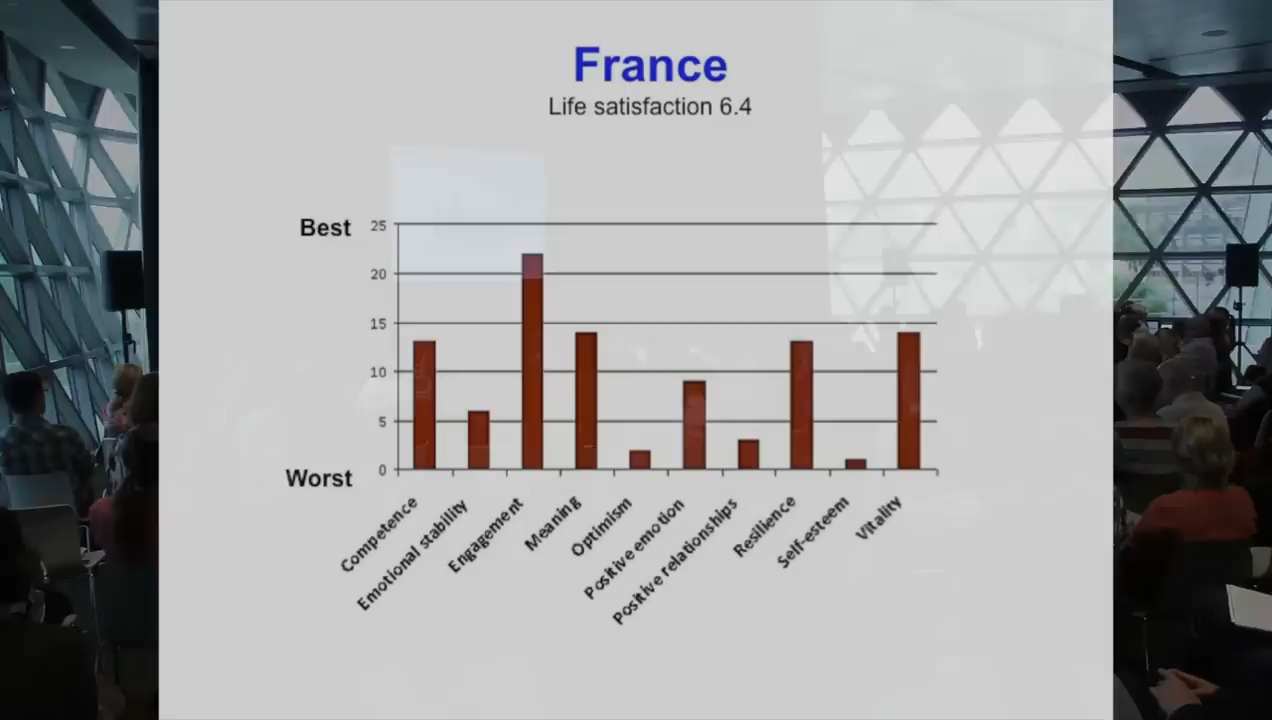 France
Life satisfaction 6.4
Best
25
20
15
10
5
0
Worst
Competence
Emotional stability
Engagement
Meaning
Optimism
Positive emotion
Positive relationships
Resilience
Self-esteem
Vitality